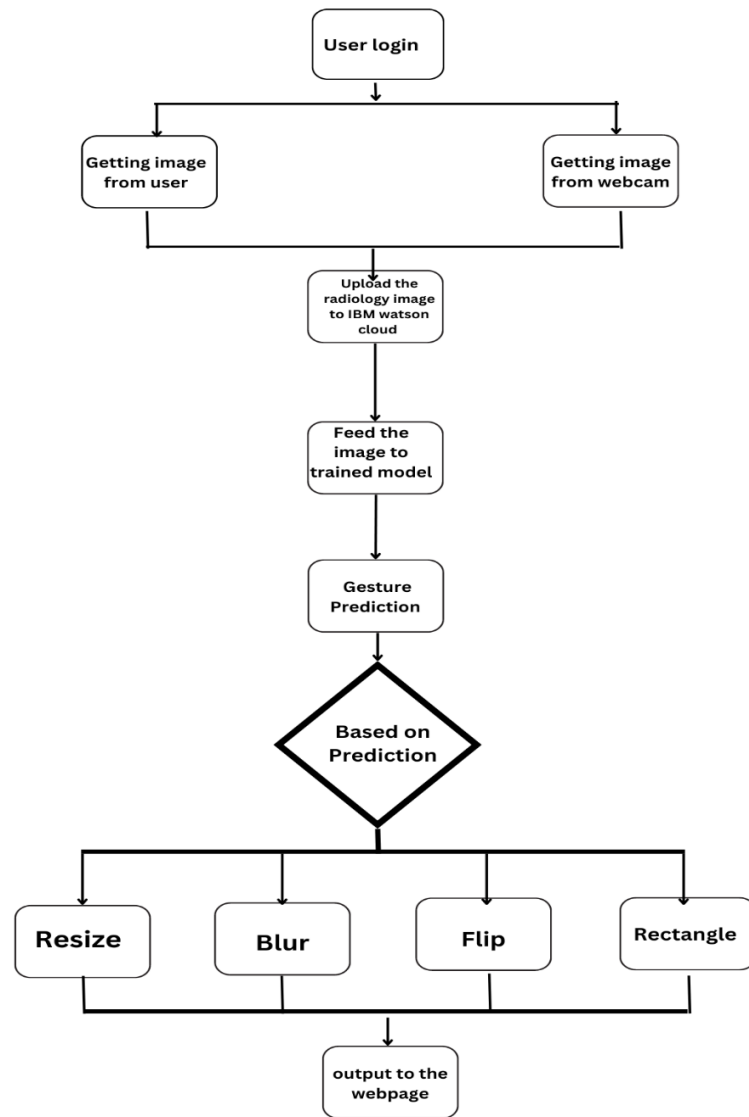 User login
Getting image
from user
Getting image
from webcam
Upload the
radiology image
to IBM watson
cloud
Feed the
image to
trained model
Gesture
Prediction
Based on
Prediction
Resize
Blur
Flip
Rectangle
output to the
webpage